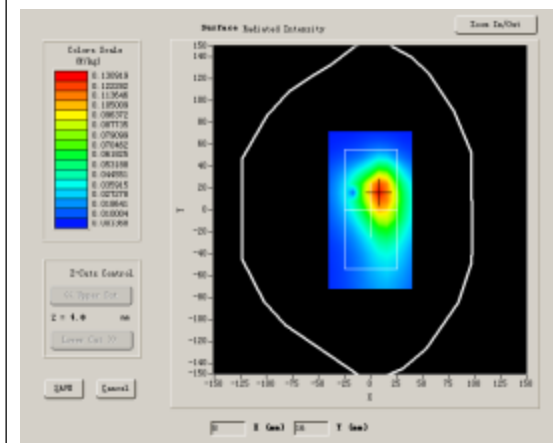 Surface Radiated Intensity
Zoom In/Out
Colors Scale
(W/kg)
0.130919
0.122282
0.113646
0.105009
0.096372
0.087735
0.079099
0.070462
0.061825
0.053188
0.044551
0.035915
0.027278
0.018641
0.010004
150
140
120
100
80
60
40
20
0
-20
-40
-60
-80
-100
-120
-140
-150
Y
-150 -125 -100 -75 -50 -25 0 25 50 75 100 125 150
X
Z-Cuts Control
Upper Cut
Z = 4.0 mm
Lower Cut >>
SAVE Cancel
8 X (mm) 16 Y (mm)